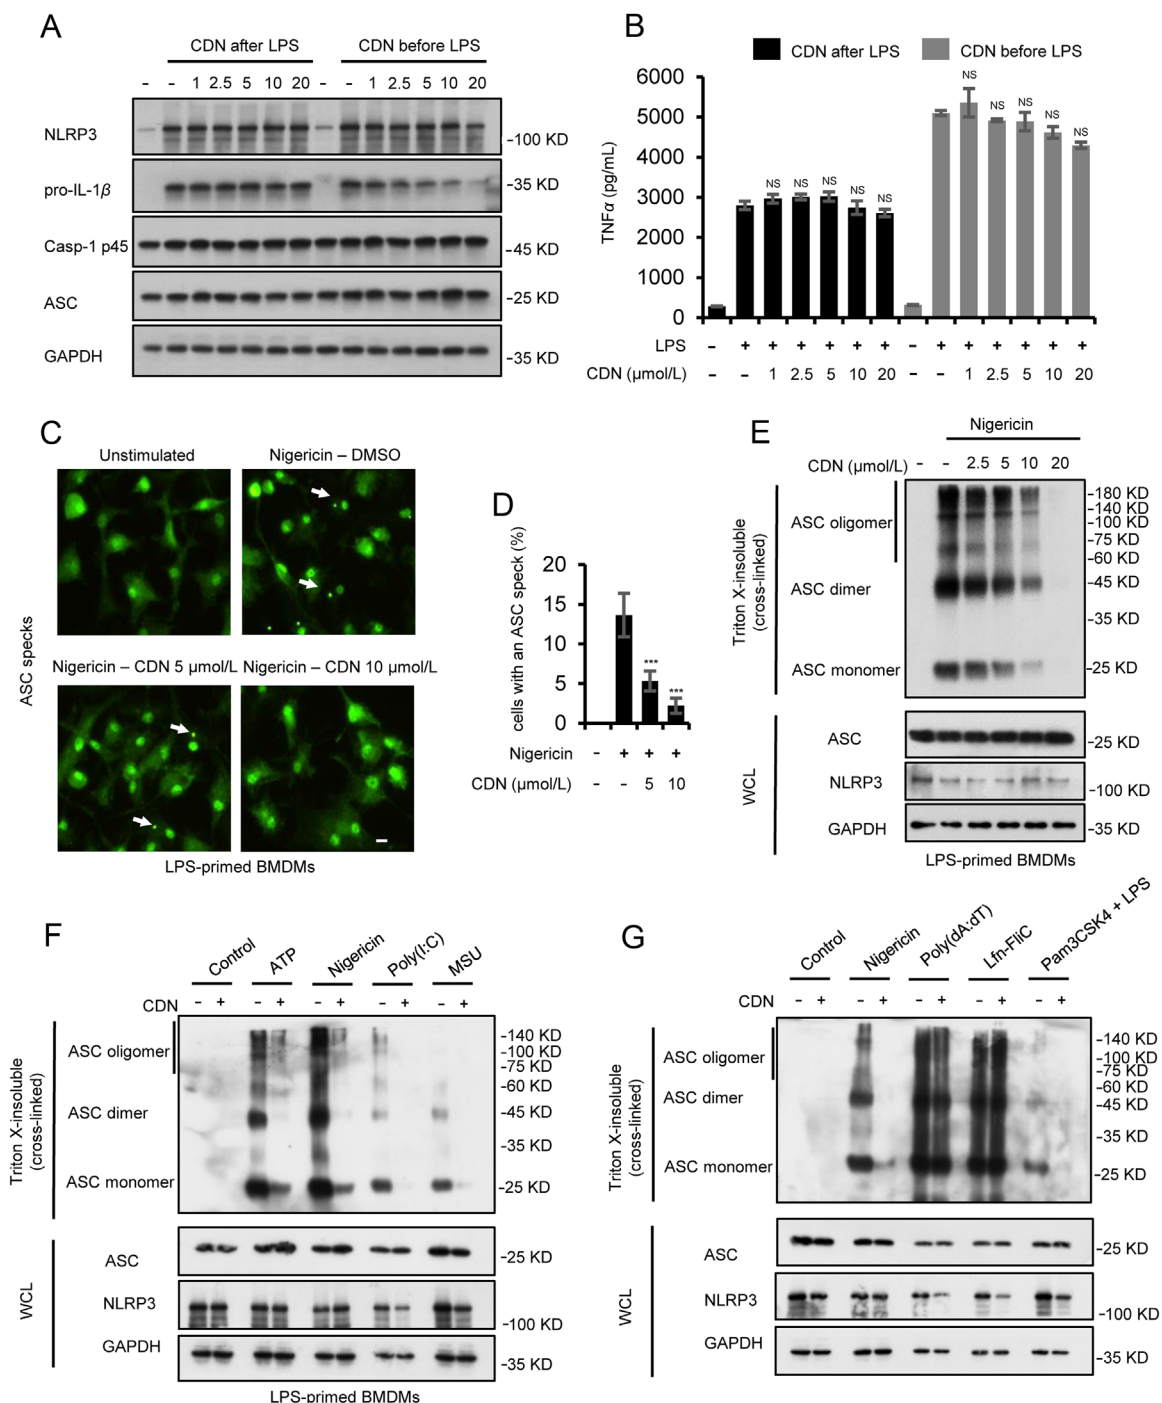 A
CDN after LPS
CDN before LPS
- - 1 2.5 5 10 20 - - 1 2.5 5 10 20
NLRP3
-100 KD
pro-IL-1β
-35 KD
Casp-1 p45
-45 KD
ASC
-25 KD
GAPDH
-35 KD
B
CDN after LPS
CDN before LPS
TNFα (pg/mL)
6000
5000
4000
3000
2000
1000
0
NS NS NS NS NS
NS NS NS NS NS
LPS - + + + + + + - + + + + + +
CDN (μmol/L) - - 1 2.5 5 10 20 - - 1 2.5 5 10 20
C
Unstimulated
Nigericin – DMSO
Nigericin – CDN 5 μmol/L
Nigericin – CDN 10 μmol/L
ASC specks
LPS-primed BMDMs
D
cells with an ASC speck (%)
20
15
10
5
0
*** ***
Nigericin - + + +
CDN (μmol/L) - - 5 10
E
Nigericin
CDN (μmol/L) - - 2.5 5 10 20
Triton X-insoluble
(cross-linked)
ASC oligomer
ASC dimer
ASC monomer
-180 KD
-140 KD
-100 KD
-75 KD
-60 KD
-45 KD
-35 KD
-25 KD
WCL
ASC
-25 KD
NLRP3
-100 KD
GAPDH
-35 KD
LPS-primed BMDMs
F
Control
ATP
Nigericin
Poly(I:C)
MSU
CDN - + - + - + - + - +
Triton X-insoluble
(cross-linked)
ASC oligomer
ASC dimer
ASC monomer
-140 KD
-100 KD
-75 KD
-60 KD
-45 KD
-35 KD
-25 KD
WCL
ASC
-25 KD
NLRP3
-100 KD
GAPDH
-35 KD
LPS-primed BMDMs
G
Control
Nigericin
Poly(dA:dT)
Lfn-FliC
Pam3CSK4 + LPS
CDN - + - + - + - + - +
Triton X-insoluble
(cross-linked)
ASC oligomer
ASC dimer
ASC monomer
-140 KD
-100 KD
-75 KD
-60 KD
-45 KD
-35 KD
-25 KD
WCL
ASC
-25 KD
NLRP3
-100 KD
GAPDH
-35 KD